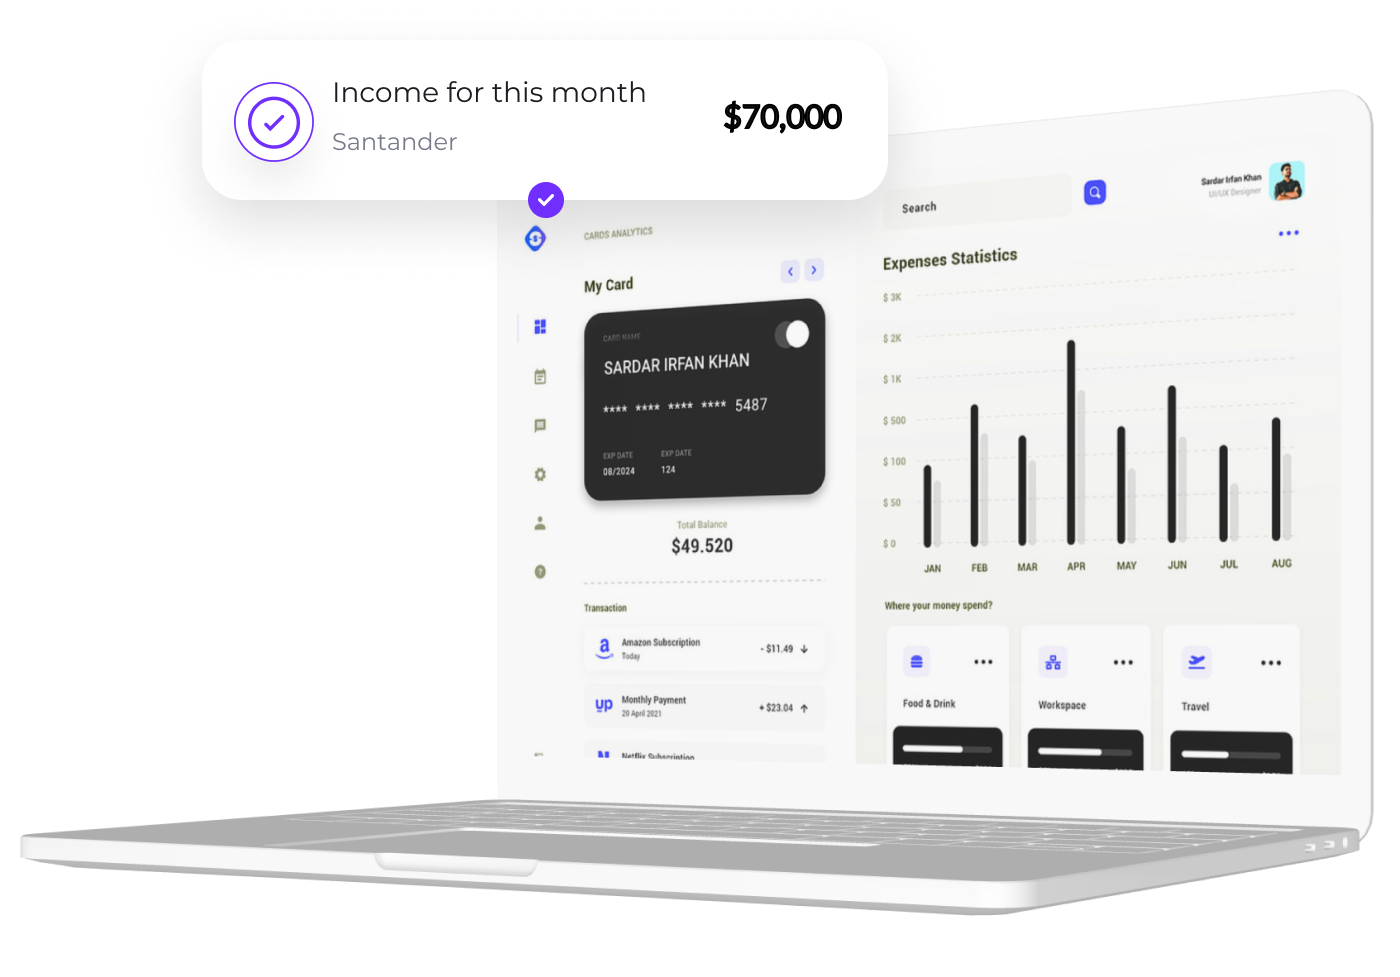 Income for this month
Santander
$70,000
Search
Sardar Irfan Khan
UI/UX Designer
CARDS ANALYTICS
My Card
CARD NAME
SARDAR IRFAN KHAN
**** **** **** **** 5487
EXP DATE EXP DATE
08/2024 124
Total Balance
$49.520
Transaction
Amazon Subscription
Today
- $11.49
up
Monthly Payment
20 April 2021
+ $23.04
Netflix Subscription
Expenses Statistics
$ 3K
$ 2K
$ 1K
$ 500
$ 100
$ 50
$ 0
JAN FEB MAR APR MAY JUN JUL AUG
Where your money spend?
Food & Drink
Workspace
Travel